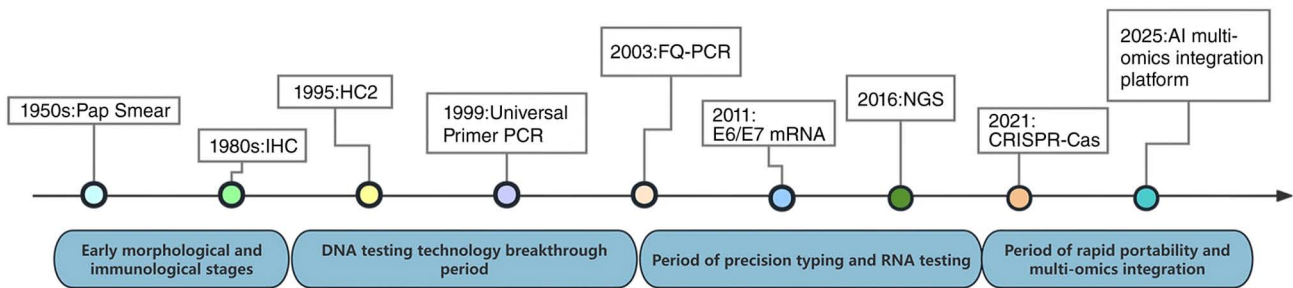 1950s:Pap Smear
1980s:IHC
1995:HC2
1999:Universal
Primer PCR
2003:FQ-PCR
2011:
E6/E7 mRNA
2016:NGS
2021:
CRISPR-Cas
2025:AI multi-
omics integration
platform
Early morphological and
immunological stages
DNA testing technology breakthrough
period
Period of precision typing and RNA testing
Period of rapid portability and
multi-omics integration